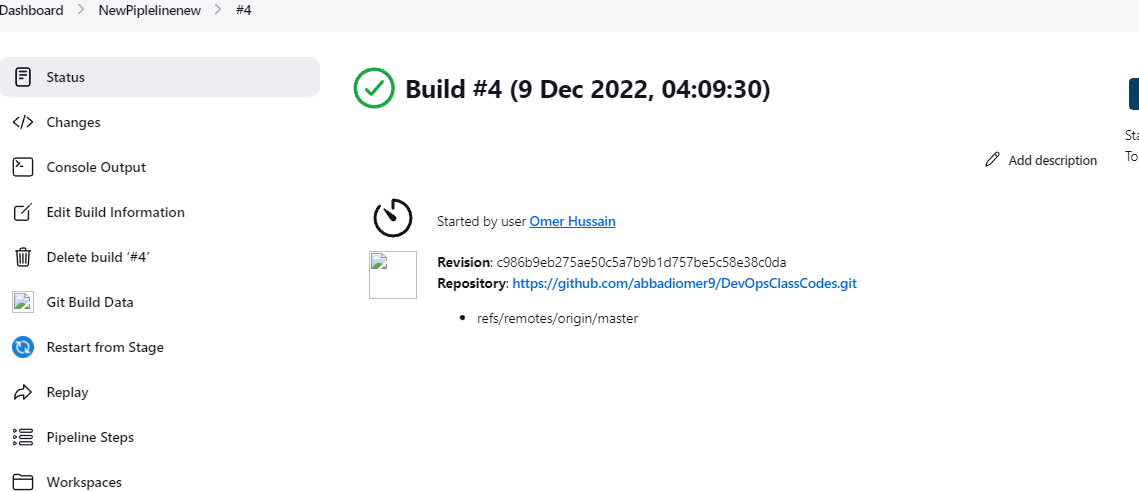 Dashboard > NewPiplelinenew > #4
Status
Changes
Console Output
Edit Build Information
Delete build ‘#4’
Git Build Data
Restart from Stage
Replay
Pipeline Steps
Workspaces
Build #4 (9 Dec 2022, 04:09:30)
Add description
Started by user Omer Hussain
Revision: c986b9eb275ae50c5a7b9b1d757be5c58e38c0da
Repository: https://github.com/abbadiomer9/DevOpsClassCodes.git
• refs/remotes/origin/master
Sta
To